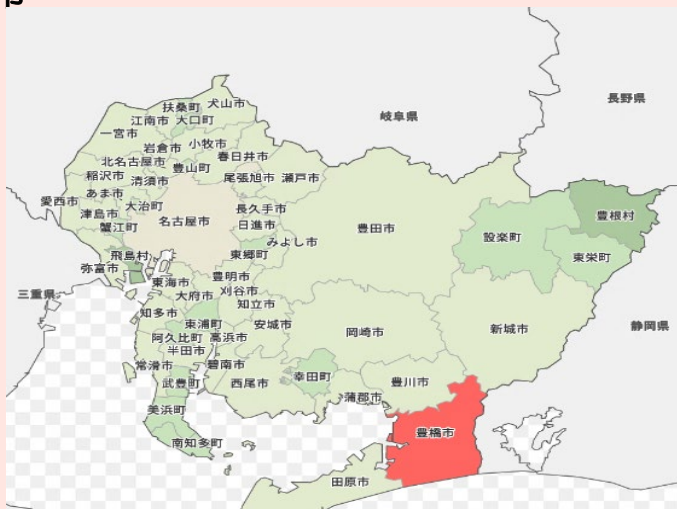 長野県
岐阜県
犬山市
扶桑町
大口町
江南市
一宮市
岩倉市
小牧市
北名古屋市
春日井市
稲沢市
清須市
豊山町
尾張旭市
瀬戸市
あま市
愛西市
津島市
大治町
名古屋市
長久手市
日進市
蟹江町
みよし市
東郷町
豊田市
設楽町
豊根村
東栄町
飛島村
弥富市
東海市
豊明市
大府市
刈谷市
三重県
知多市
知立市
東浦町
安城市
岡崎市
新城市
静岡県
阿久比町
高浜市
半田市
常滑市
碧南市
武豊町
西尾市
幸田町
豊川市
蒲郡市
美浜町
南知多町
豊橋市
田原市